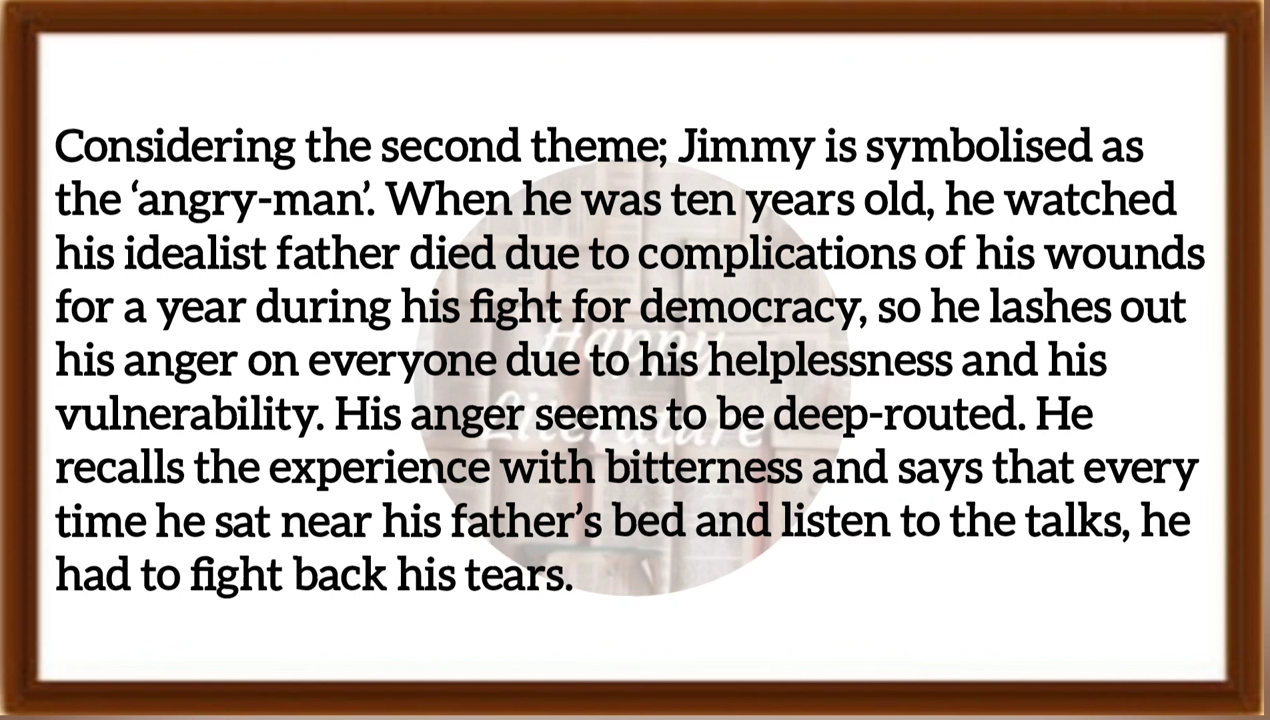 Considering the second theme; Jimmy is symbolised as
the ‘angry-man’. When he was ten years old, he watched
his idealist father died due to complications of his wounds
for a year during his fight for democracy, so he lashes out
his anger on everyone due to his helplessness and his
vulnerability. His anger seems to be deep-routed. He
recalls the experience with bitterness and says that every
time he sat near his father’s bed and listen to the talks, he
had to fight back his tears.
Happy
Literature